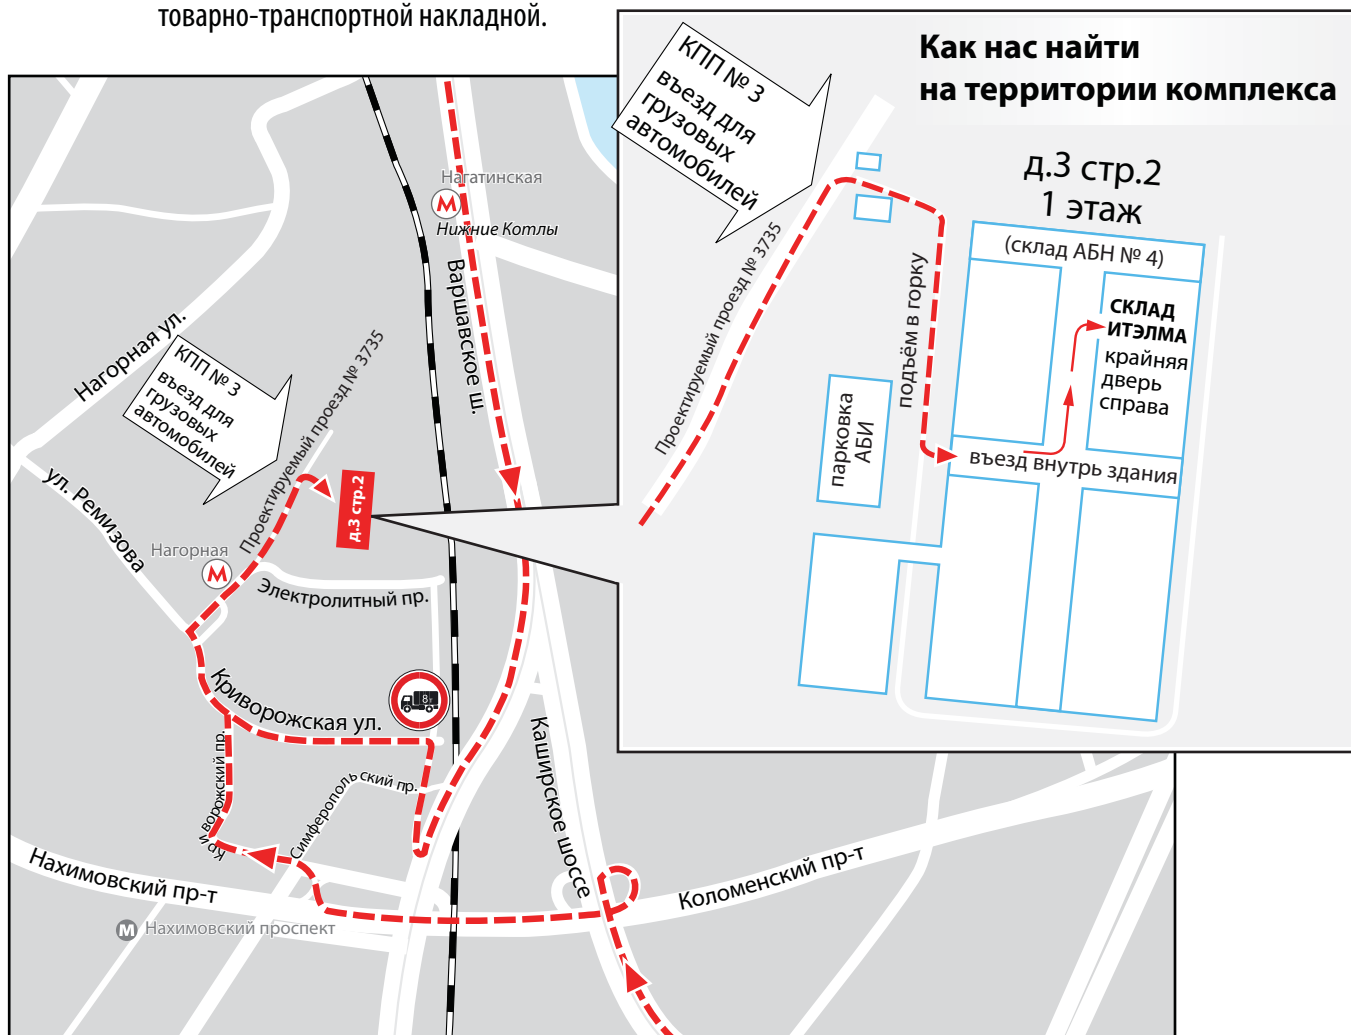 товарно-транспортной накладной.
Как нас найти
на территории комплекса
КПП № 3
въезд для
грузовых
автомобилей
Проектируемый проезд № 3735
д.3 стр.2
1 этаж
(склад АБН № 4)
подъём в горку
СКЛАД
ИТЭЛМА
крайняя
дверь
справа
парковка
АБИ
въезд внутрь здания
Нагатинская
М
Нижние Котлы
Варшавское ш.
Нагорная ул.
КПП № 3
въезд для
грузовых
автомобилей
Проектируемый проезд № 3735
д.3 стр.2
ул. Ремизова
Нагорная
М
Электролитный пр.
Криворожская ул.
8т
Криворожский пр.
Симферопольский пр.
Каширское шоссе
Нахимовский пр-т
Коломенский пр-т
М Нахимовский проспект